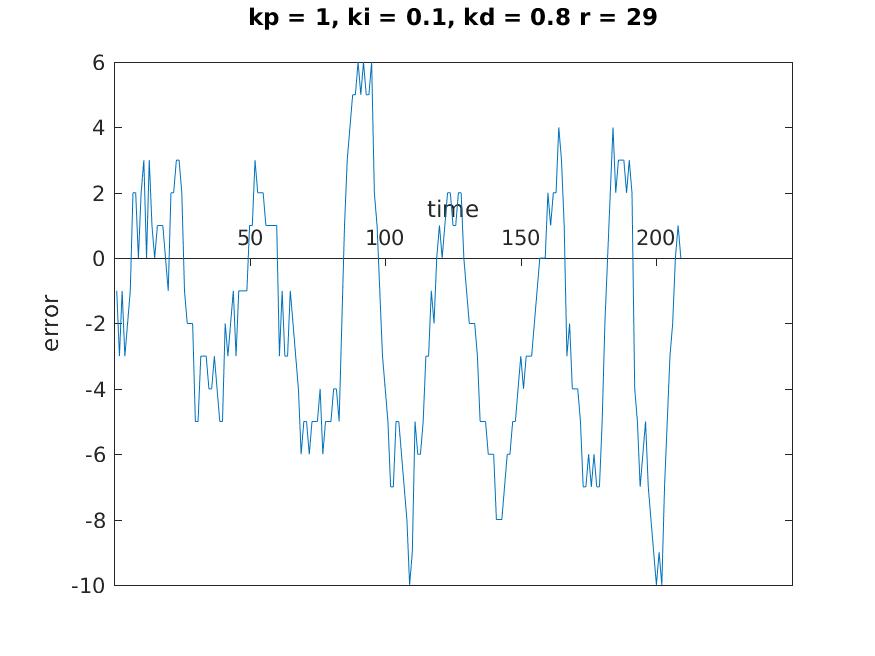 kp = 1, ki = 0.1, kd = 0.8 r = 29
6
4
2
time
50 100 150 200
0
error
-2
-4
-6
-8
-10